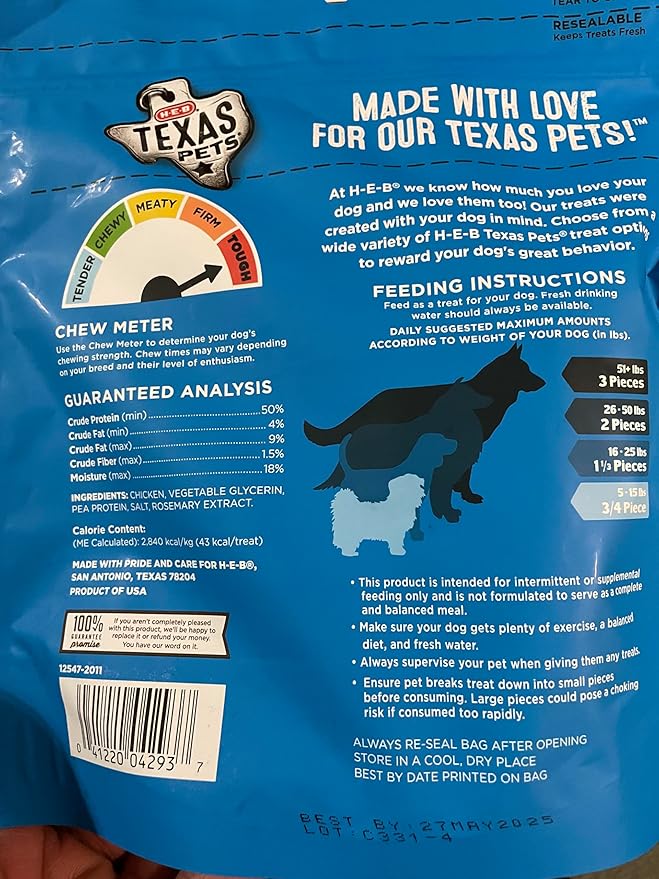 TEAR TO
RESEALABLE
Keeps Treats Fresh
H-E-B
TEXAS
PETS
MADE WITH LOVE
FOR OUR TEXAS PETS!™
At H-E-B® we know how much you love your
dog and we love them too! Our treats were
created with your dog in mind. Choose from a
wide variety of H-E-B Texas Pets® treat
to reward your dog's great behavior.
TENDER
CHEWY
MEATY
FIRM
TOUGH
CHEW METER
Use the Chew Meter to determine your dog's
chewing strength. Chew times may vary depending
on your breed and their level of enthusiasm.
FEEDING INSTRUCTIONS
Feed as a treat for your dog. Fresh drinking
water should always be available.
DAILY SUGGESTED MAXIMUM AMOUNTS
ACCORDING TO WEIGHT OF YOUR DOG (in lbs).
51+ lbs
3 Pieces
26-50 lbs
2 Pieces
16-25 lbs
1 1/3 Pieces
5-15 lbs
3/4 Piece
GUARANTEED ANALYSIS
Crude Protein (min) 50%
Crude Fat (min) 4%
Crude Fat (max) 9%
Crude Fiber (max) 1.5%
Moisture (max) 18%
INGREDIENTS: CHICKEN, VEGETABLE GLYCERIN,
PEA PROTEIN, SALT, ROSEMARY EXTRACT.
Calorie Content:
(ME Calculated): 2,840 kcal/kg (43 kcal/treat)
MADE WITH PRIDE AND CARE FOR H-E-B®,
SAN ANTONIO, TEXAS 78204
PRODUCT OF USA
100%
GUARANTEE
promise
If you aren't completely pleased
with this product, we'll be happy to
replace it or refund your money.
You have our word on it.
12547-2011
0 41220 04293 7
• This product is intended for intermittent or supplemental
feeding only and is not formulated to serve as a complete
and balanced meal.
• Make sure your dog gets plenty of exercise, a balanced
diet, and fresh water.
• Always supervise your pet when giving them any treats.
• Ensure pet breaks treat down into small pieces
before consuming. Large pieces could pose a choking
risk if consumed too rapidly.
ALWAYS RE-SEAL BAG AFTER OPENING
STORE IN A COOL, DRY PLACE
BEST BY DATE PRINTED ON BAG
BEST BY: 27MAY2025
LOT: C331-4